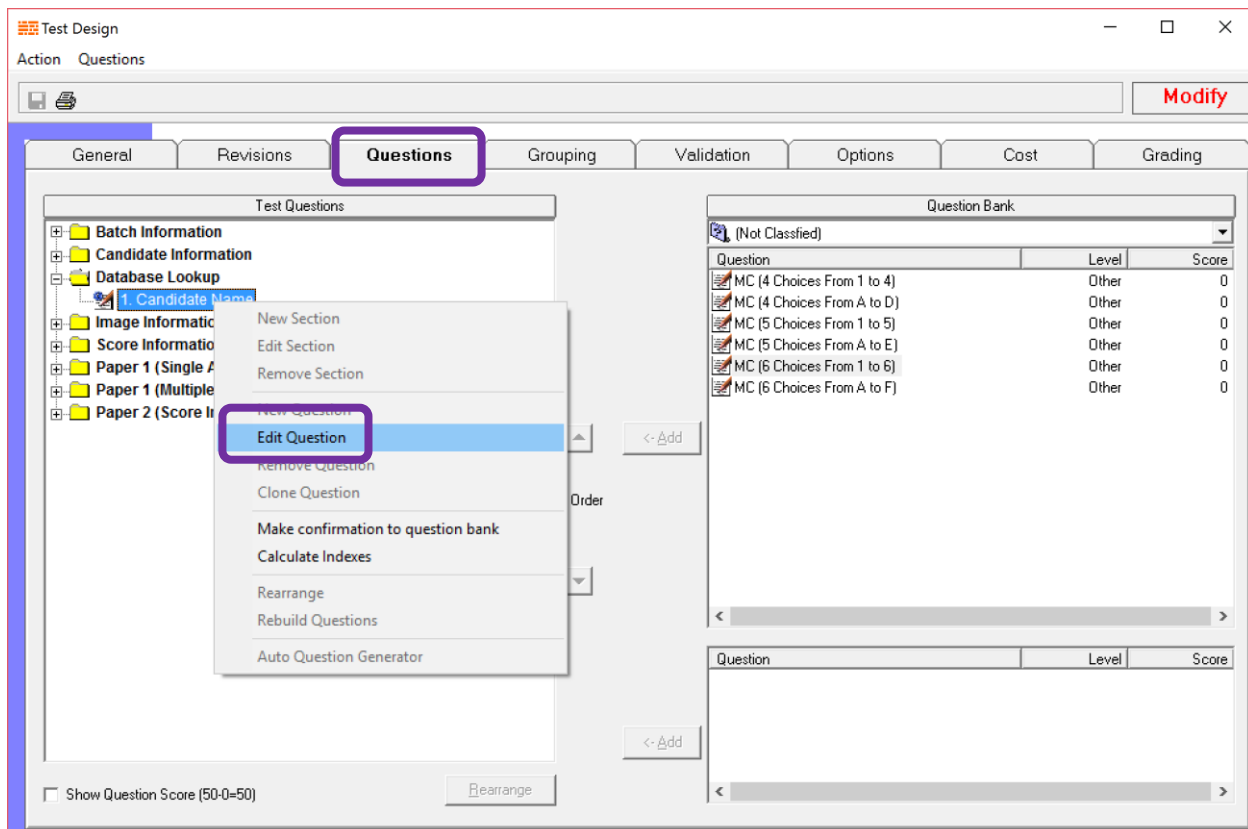 Test Design
Action Questions
Modify
General Revisions Questions Grouping Validation Options Cost Grading
Test Questions
Batch Information
Candidate Information
Database Lookup
1. Candidate Name
Image Informatio
Score Informatio
Paper 1 (Single A
Paper 1 (Multiple
Paper 2 (Score In
New Section
Edit Section
Remove Section
New Question
Edit Question
Remove Question
Clone Question
Make confirmation to question bank
Calculate Indexes
Rearrange
Rebuild Questions
Auto Question Generator
Order
<- Add
<- Add
Show Question Score (50-0=50)
Rearrange
Question Bank
(Not Classfied)
Question Level Score
MC (4 Choices From 1 to 4) Other 0
MC (4 Choices From A to D) Other 0
MC (5 Choices From 1 to 5) Other 0
MC (5 Choices From A to E) Other 0
MC (6 Choices From 1 to 6) Other 0
MC (6 Choices From A to F) Other 0
Question Level Score